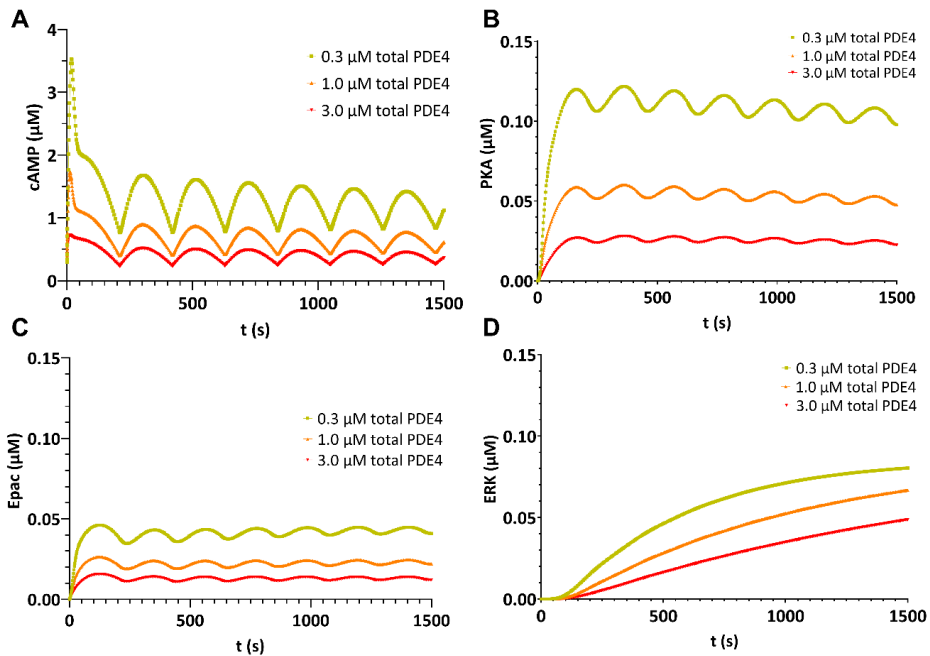 A
4
3
2
1
0
cAMP (μM)
0.3 μM total PDE4
1.0 μM total PDE4
3.0 μM total PDE4
0 500 1000 1500
t (s)
B
0.15
0.10
0.05
0.00
PKA (μM)
0.3 μM total PDE4
1.0 μM total PDE4
3.0 μM total PDE4
0 500 1000 1500
t (s)
C
0.15
0.10
0.05
0.00
Epac (μM)
0.3 μM total PDE4
1.0 μM total PDE4
3.0 μM total PDE4
0 500 1000 1500
t (s)
D
0.15
0.10
0.05
0.00
ERK (μM)
0.3 μM total PDE4
1.0 μM total PDE4
3.0 μM total PDE4
0 500 1000 1500
t (s)